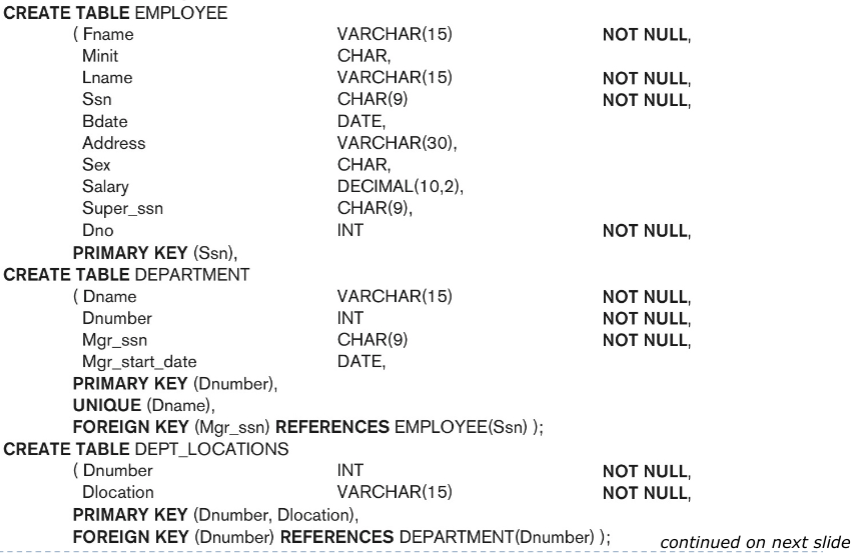 CREATE TABLE EMPLOYEE
( Fname VARCHAR(15) NOT NULL,
Minit CHAR,
Lname VARCHAR(15) NOT NULL,
Ssn CHAR(9) NOT NULL,
Bdate DATE,
Address VARCHAR(30),
Sex CHAR,
Salary DECIMAL(10,2),
Super_ssn CHAR(9),
Dno INT NOT NULL,
PRIMARY KEY (Ssn),
CREATE TABLE DEPARTMENT
( Dname VARCHAR(15) NOT NULL,
Dnumber INT NOT NULL,
Mgr_ssn CHAR(9) NOT NULL,
Mgr_start_date DATE,
PRIMARY KEY (Dnumber),
UNIQUE (Dname),
FOREIGN KEY (Mgr_ssn) REFERENCES EMPLOYEE(Ssn) );
CREATE TABLE DEPT_LOCATIONS
( Dnumber INT NOT NULL,
Dlocation VARCHAR(15) NOT NULL,
PRIMARY KEY (Dnumber, Dlocation),
FOREIGN KEY (Dnumber) REFERENCES DEPARTMENT(Dnumber) );
continued on next slide